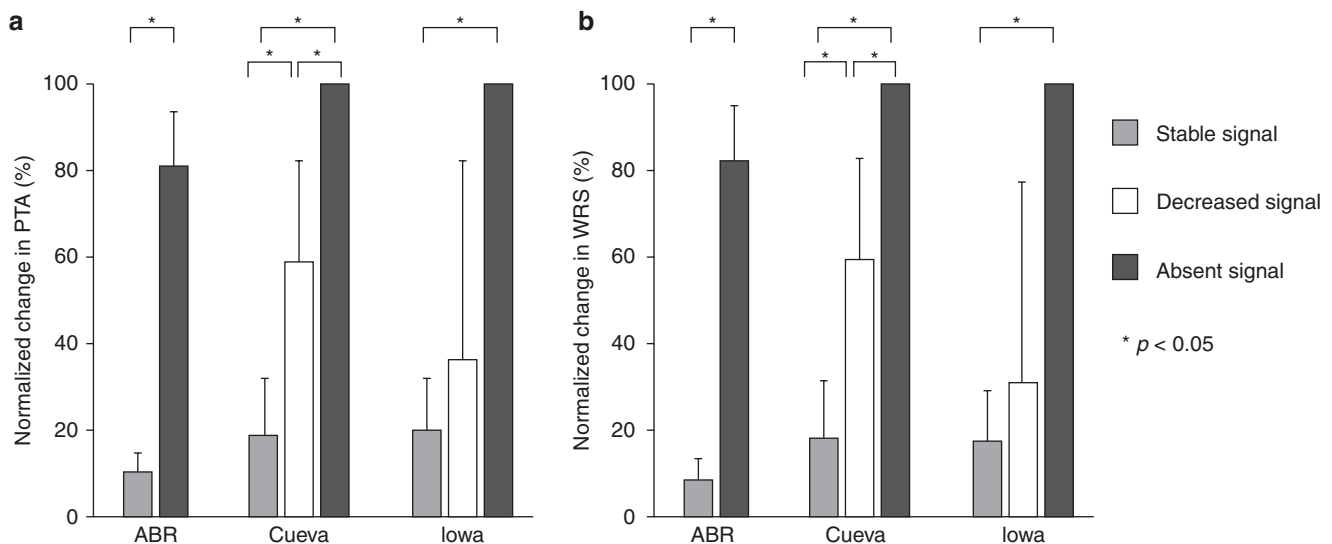 a
* * *
* *
Normalized change in PTA (%)
100
80
60
40
20
0
ABR Cueva Iowa
b
* * *
* *
Normalized change in WRS (%)
100
80
60
40
20
0
ABR Cueva Iowa
Stable signal
Decreased signal
Absent signal
* p < 0.05